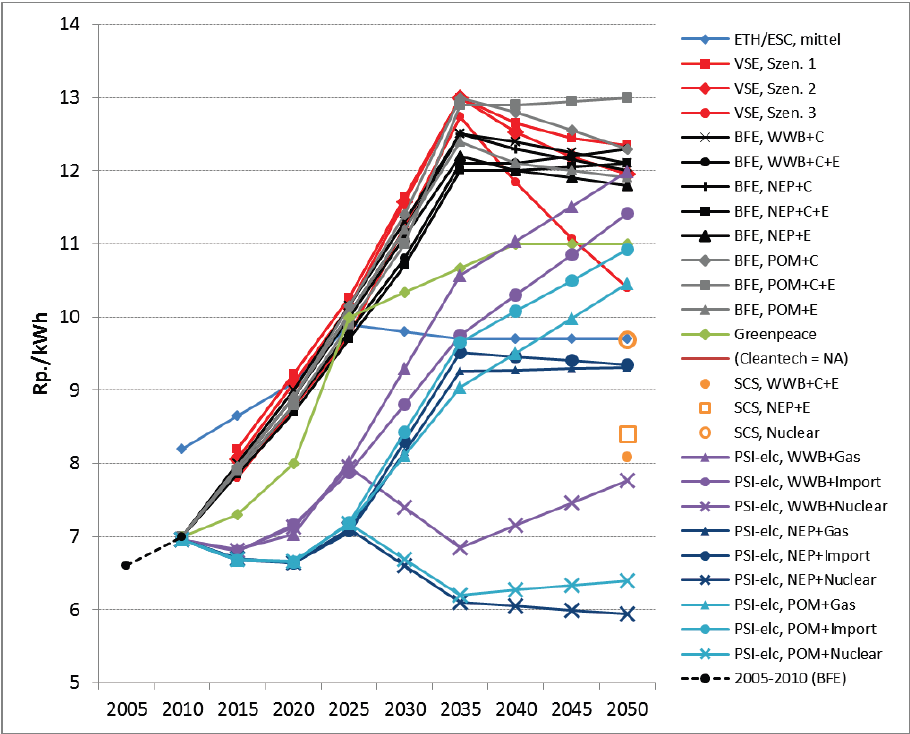 14
13
12
11
10
9
8
7
6
5
Rp./kWh
2005 2010 2015 2020 2025 2030 2035 2040 2045 2050
ETH/ESC, mittel
VSE, Szen. 1
VSE, Szen. 2
VSE, Szen. 3
BFE, WWB+C
BFE, WWB+C+E
BFE, NEP+C
BFE, NEP+C+E
BFE, NEP+E
BFE, POM+C
BFE, POM+C+E
BFE, POM+E
Greenpeace
(Cleantech = NA)
SCS, WWB+C+E
SCS, NEP+E
SCS, Nuclear
PSI-elc, WWB+Gas
PSI-elc, WWB+Import
PSI-elc, WWB+Nuclear
PSI-elc, NEP+Gas
PSI-elc, NEP+Import
PSI-elc, NEP+Nuclear
PSI-elc, POM+Gas
PSI-elc, POM+Import
PSI-elc, POM+Nuclear
2005-2010 (BFE)